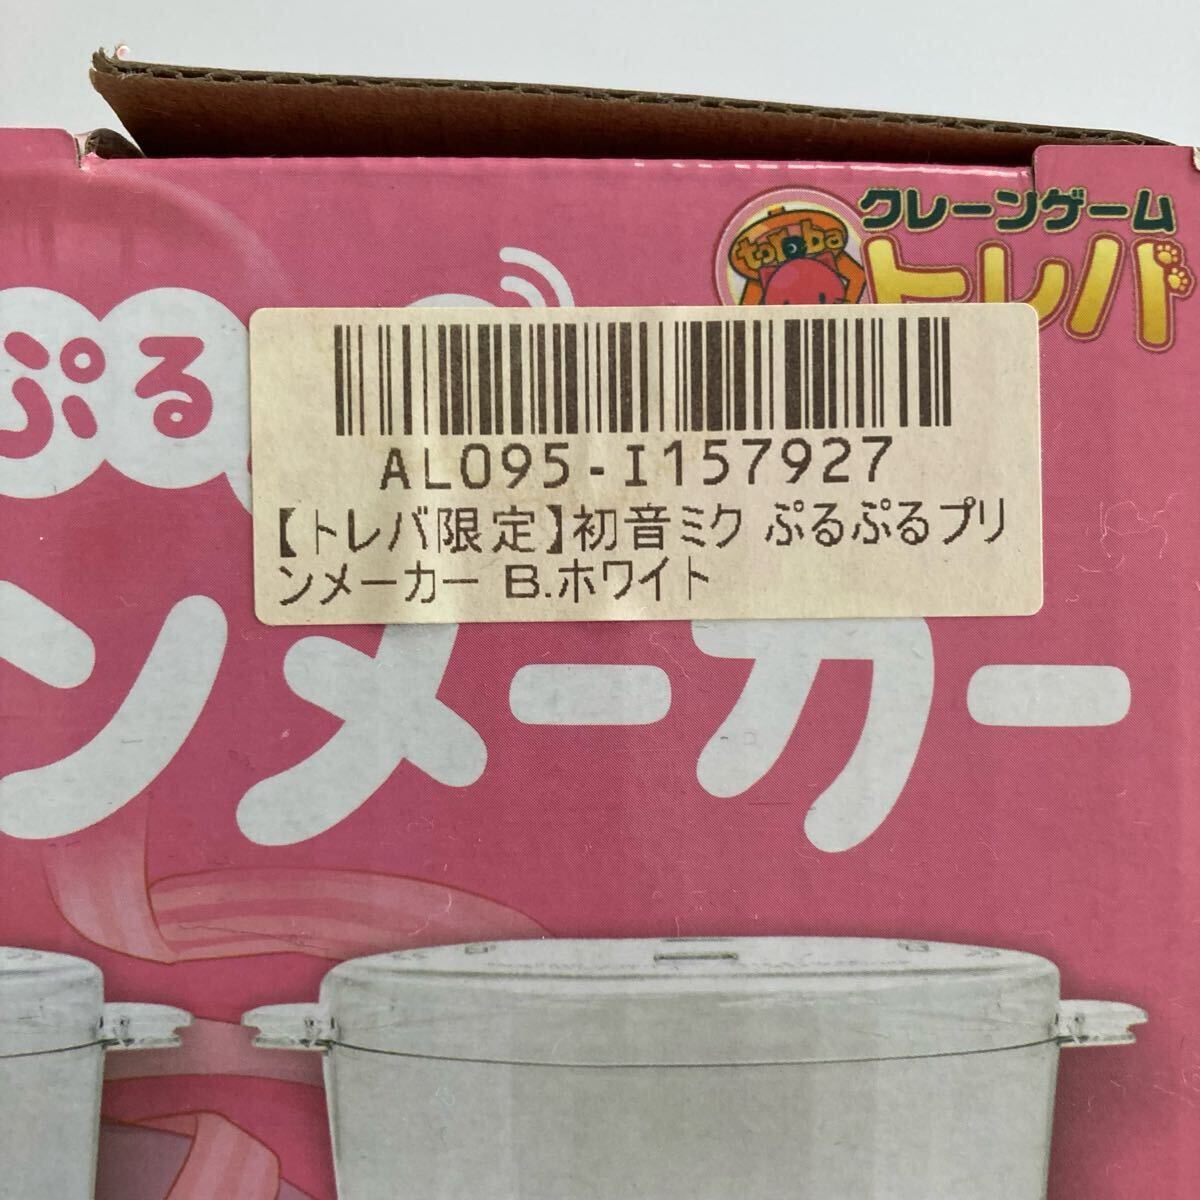 クレーンゲーム
toroba
トレバ
ぷる
AL095-I157927
【トレバ限定】初音ミク ぷるぷるプリ
ンメーカー B.ホワイト
ンメーカー